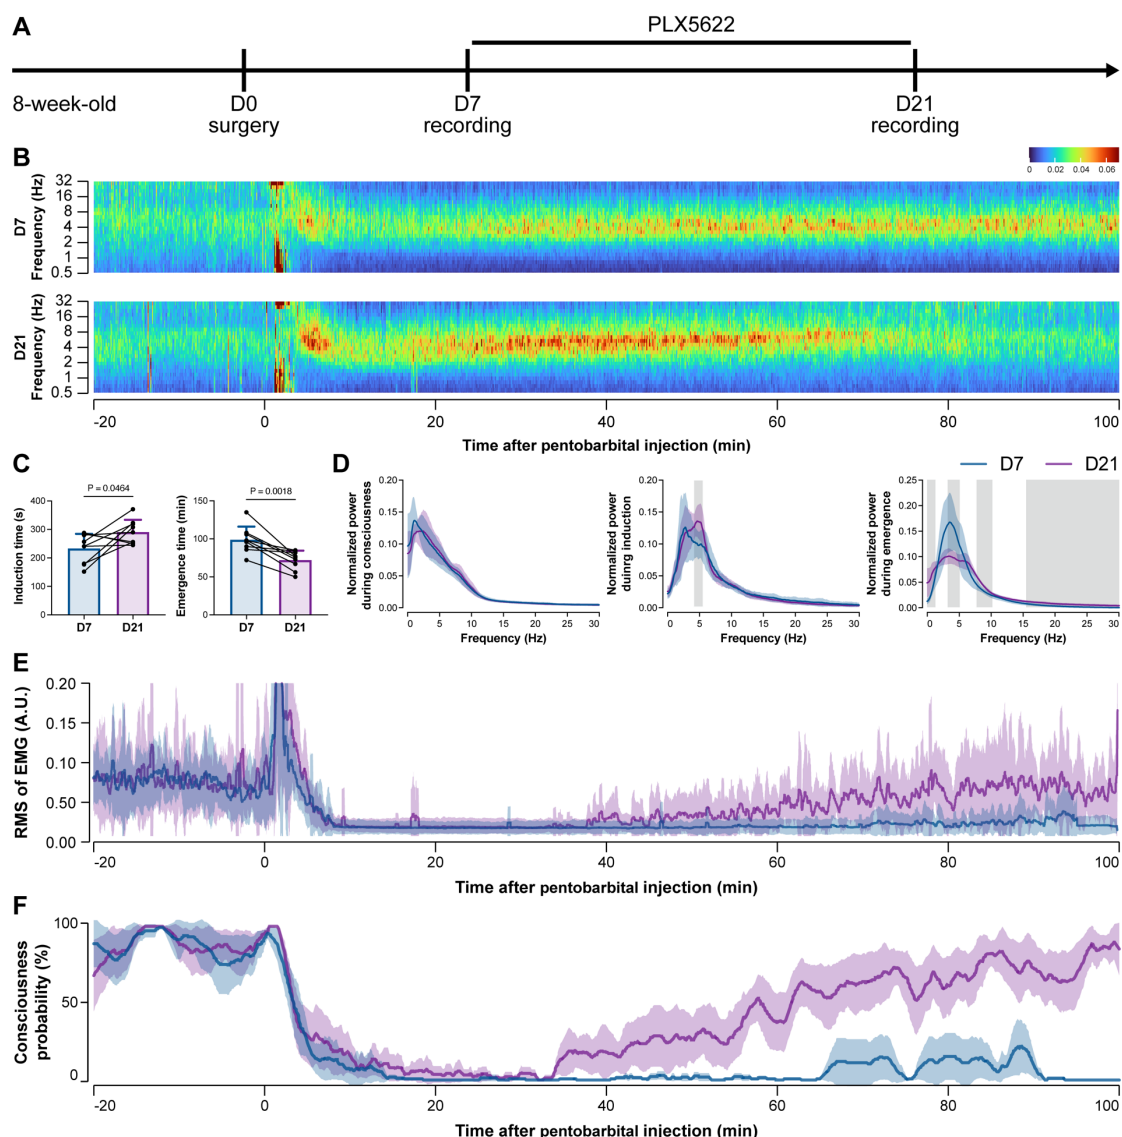 A
PLX5622
8-week-old
D0
surgery
D7
recording
D21
recording
B
0 0.02 0.04 0.06
D7
Frequency (Hz)
32
16
8
4
2
1
0.5
D21
Frequency (Hz)
32
16
8
4
2
1
0.5
-20 0 20 40 60 80 100
Time after pentobarbital injection (min)
C
P = 0.0464
Induction time (s)
400
300
200
100
0
D7 D21
P = 0.0018
Emergence time (min)
150
100
50
0
D7 D21
D
D7 D21
Normalized power
during consciousness
0.20
0.15
0.10
0.05
0.00
0 5 10 15 20 25 30
Frequency (Hz)
Normalized power
duinrg induction
0.20
0.15
0.10
0.05
0.00
0 5 10 15 20 25 30
Frequency (Hz)
Normalized power
during emergence
0.25
0.20
0.15
0.10
0.05
0.00
0 5 10 15 20 25 30
Frequency (Hz)
E
RMS of EMG (A.U.)
0.20
0.15
0.10
0.50
0.00
-20 0 20 40 60 80 100
Time after pentobarbital injection (min)
F
Consciousness
probability (%)
100
50
0
-20 0 20 40 60 80 100
Time after pentobarbital injection (min)